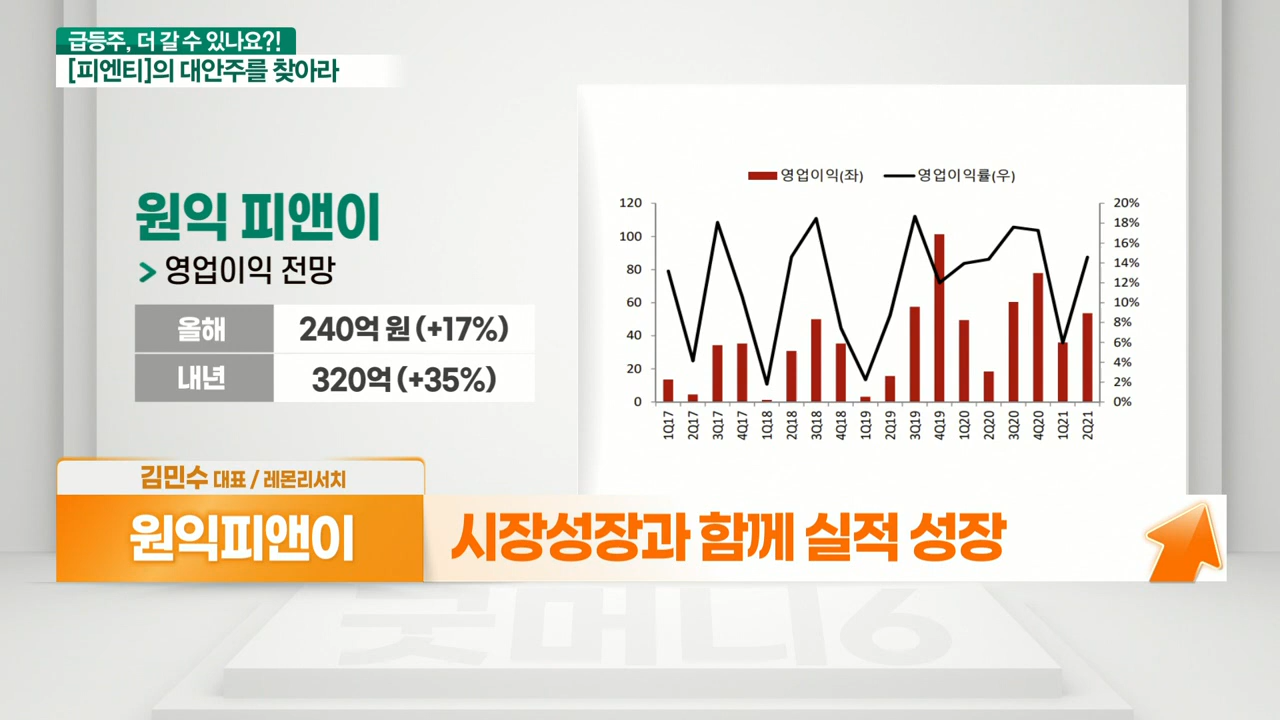 급등주, 더 갈 수 있나요?!
[피엔티]의 대안주를 찾아라
원익 피앤이
> 영업이익 전망
올해 240억 원 (+17%)
내년 320억 (+35%)
영업이익(좌) 영업이익률(우)
120 20%
18%
100 16%
80 14%
12%
60 10%
40 8%
6%
20 4%
2%
0 0%
1Q17 2Q17 3Q17 4Q17 1Q18 2Q18 3Q18 4Q18 1Q19 2Q19 3Q19 4Q19 1Q20 2Q20 3Q20 4Q20 1Q21 2Q21
김민수 대표 / 레몬리서치
원익피앤이 시장성장과 함께 실적 성장
굿머니6